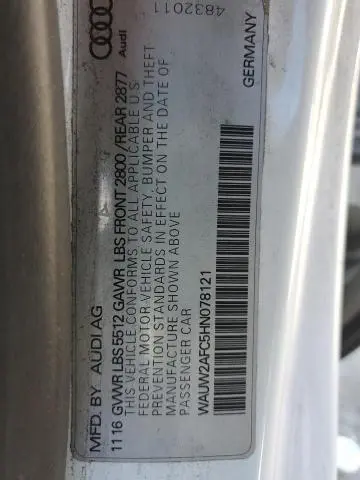 MFD. BY AUDI AG
Audi
11 16 GVWR LBS 5512 GAWR LBS FRONT 2800 / REAR 2877
THIS CONFORMS TO ALL APPLICABLE U.S.
FEDERAL MOTOR-VEHICLE SAFETY, BUMPER AND THEFT
PREVENTION STANDARDS IN EFFECT ON THE DATE OF
MANUFACTURE SHOWN ABOVE
PASSENGER CAR
WAUW2AFC5HN078121
GERMANY
4832011